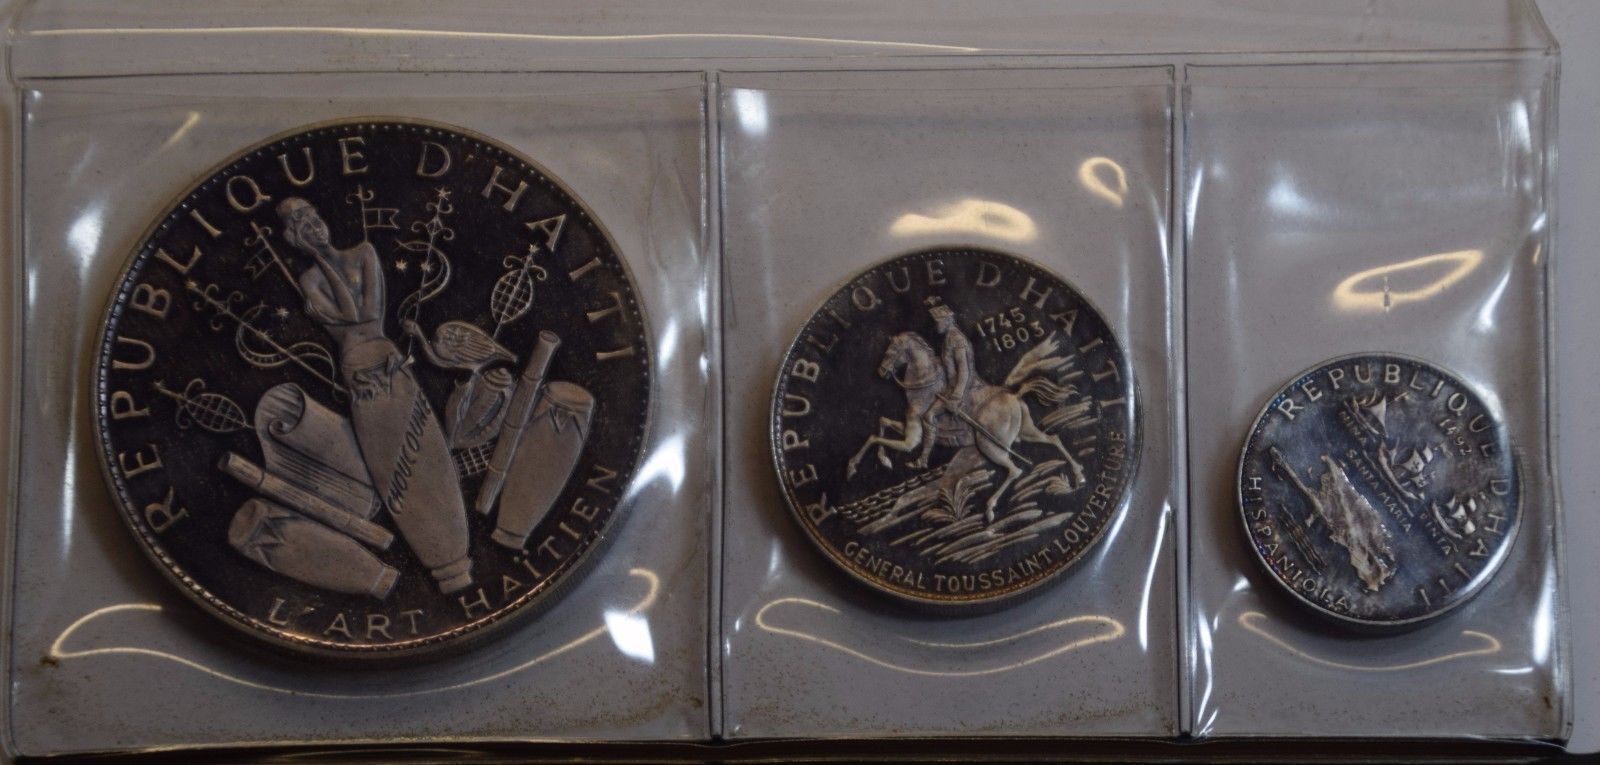 REPUBLIQUE D'HAITI
CHOUCOUNE
L'ART HAÏTIEN
REPUBLIQUE D'HAITI
1745
1803
GENERAL TOUSSAINT LOUVERTURE
REPUBLIQUE D'HAITI
1492
NINA
SANTA MARIA
PINTA
HISPANIOLA